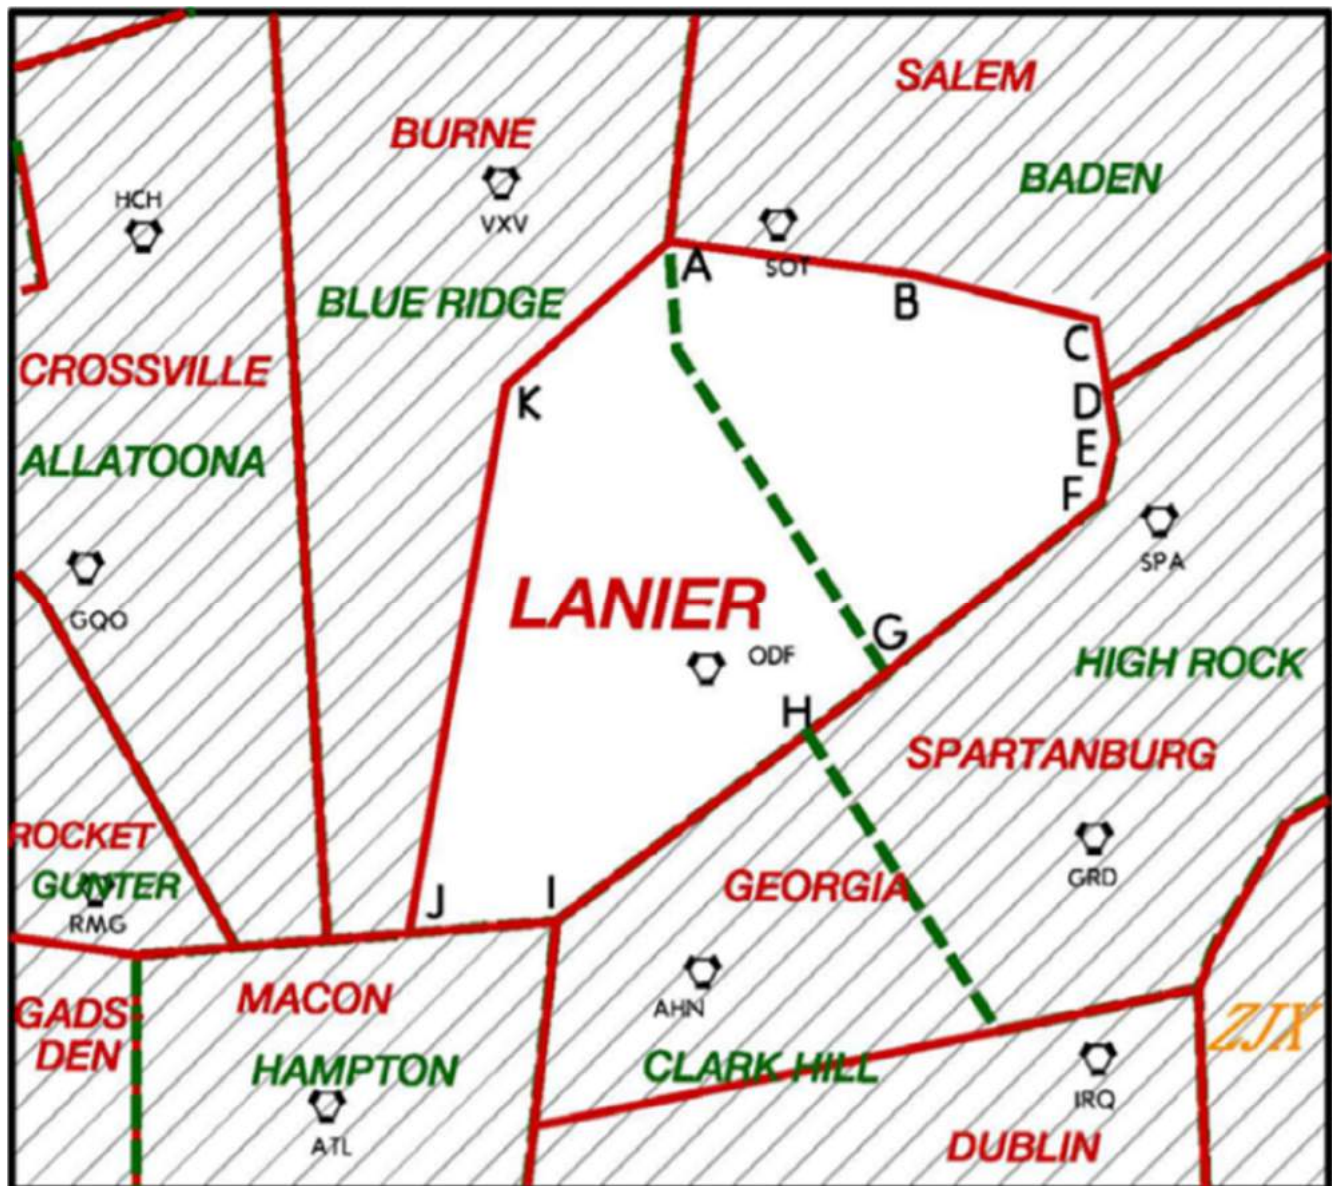 SALEM
BURNE
BADEN
HCH
VXV
A
SOT
BLUE RIDGE
B
C
CROSSVILLE
K
D
E
ALLATOONA
F
SPA
LANIER
GQO
G
ODF
HIGH ROCK
H
SPARTANBURG
ROCKET
GUNTER
RMG
J
I
GEORGIA
GRD
GADS
DEN
MACON
AHN
ZJX
HAMPTON
CLARK HILL
IRQ
ATL
DUBLIN